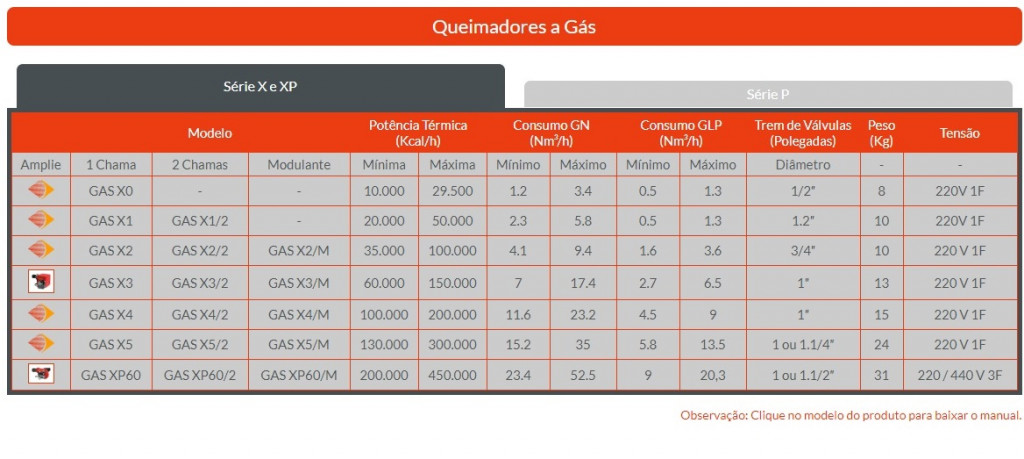 Queimadores a Gás
Série X e XP
Série P
Modelo Potência Térmica (Kcal/h) Consumo GN (Nm³/h) Consumo GLP (Nm³/h) Trem de Válvulas (Polegadas) Peso (Kg) Tensão
Amplie 1 Chama 2 Chamas Modulante Mínima Máxima Mínimo Máximo Mínimo Máximo Diâmetro - -
GAS X0 - - 10.000 29.500 1.2 3.4 0.5 1.3 1/2” 8 220V 1F
GAS X1 GAS X1/2 - 20.000 50.000 2.3 5.8 0.5 1.3 1.2” 10 220V 1F
GAS X2 GAS X2/2 GAS X2/M 35.000 100.000 4.1 9.4 1.6 3.6 3/4” 10 220 V 1F
GAS X3 GAS X3/2 GAS X3/M 60.000 150.000 7 17.4 2.7 6.5 1” 13 220 V 1F
GAS X4 GAS X4/2 GAS X4/M 100.000 200.000 11.6 23.2 4.5 9 1” 15 220 V 1F
GAS X5 GAS X5/2 GAS X5/M 130.000 300.000 15.2 35 5.8 13.5 1 ou 1.1/4” 24 220 V 1F
GAS XP60 GAS XP60/2 GAS XP60/M 200.000 450.000 23.4 52.5 9 20,3 1 ou 1.1/2” 31 220 / 440 V 3F
Observação: Clique no modelo do produto para baixar o manual.